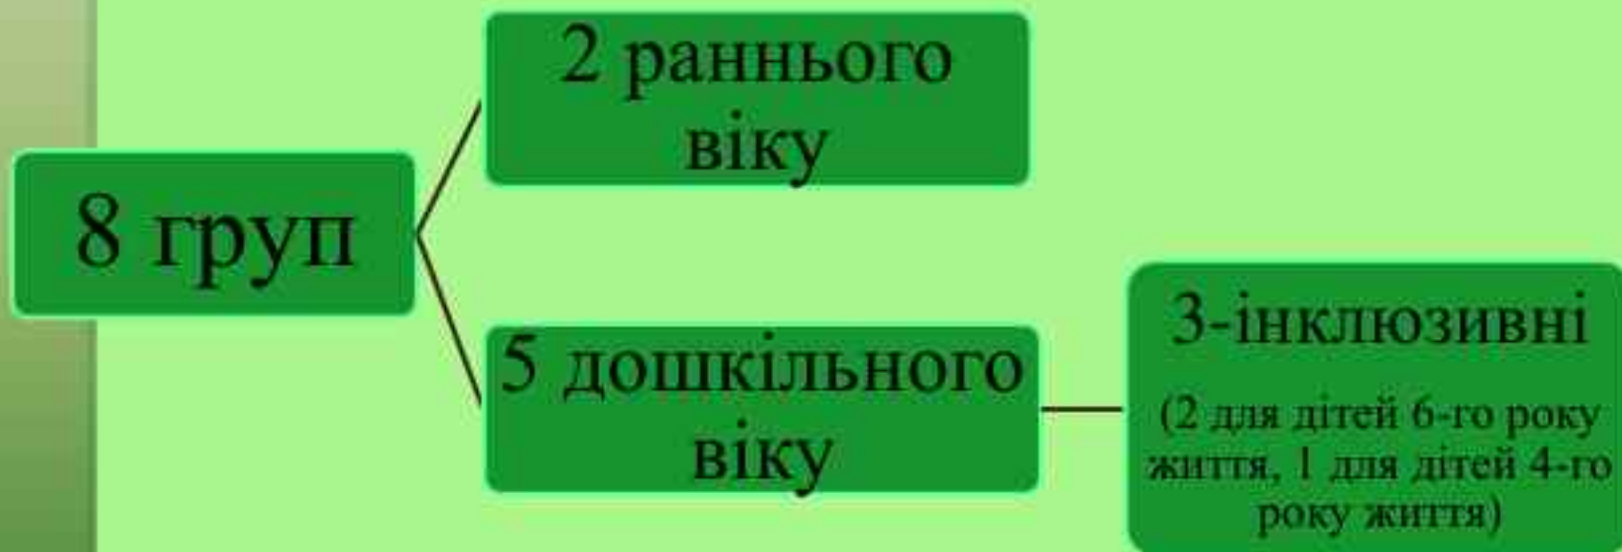 2 раннього
віку
8 груп
5 дошкільного
віку
3-інклюзивні
(2 для дітей 6-го року
життя, 1 для дітей 4-го
року життя)